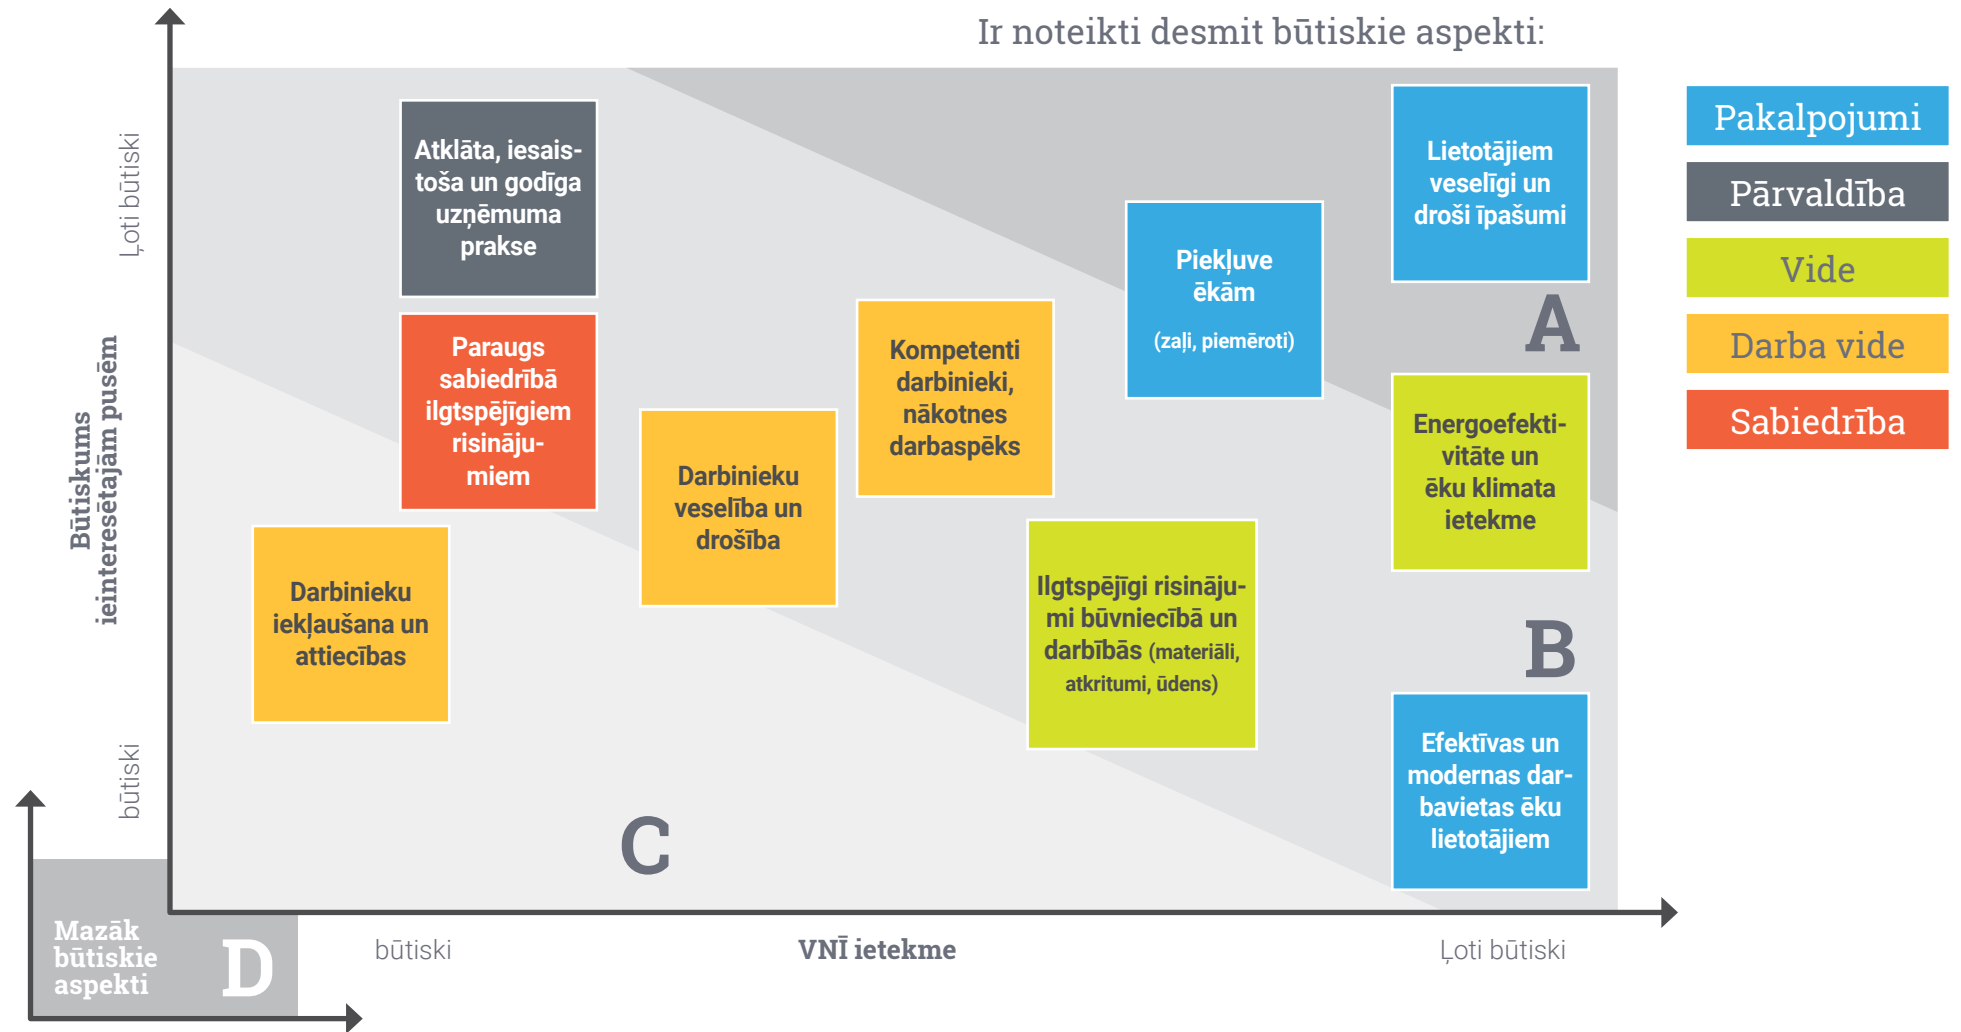 Ir noteikti desmit būtiskie aspekti:
Ļoti būtiski
Būtiskums
ieinteresētajām pusēm
būtiski
Atklāta, iesais-
toša un godīga
uzņēmuma
prakse
Paraugs
sabiedrībā
ilgtspējīgiem
risināju-
miem
Darbinieku
iekļaušana un
attiecības
Darbinieku
veselība un
drošība
Kompetenti
darbinieki,
nākotnes
darbaspēks
Ilgtspējīgi risināju-
mi būvniecībā un
darbībās (materiāli,
atkritumi, ūdens)
Piekļuve
ēkām
(zaļi, piemēroti)
Lietotājiem
veselīgi un
droši īpašumi
A
Energoefekti-
vitāte un
ēku klimata
ietekme
B
Efektīvas un
modernas dar-
bavietas ēku
lietotājiem
C
Pakalpojumi
Pārvaldība
Vide
Darba vide
Sabiedrība
Mazāk
būtiskie
aspekti
D
būtiski
VNĪ ietekme
Ļoti būtiski